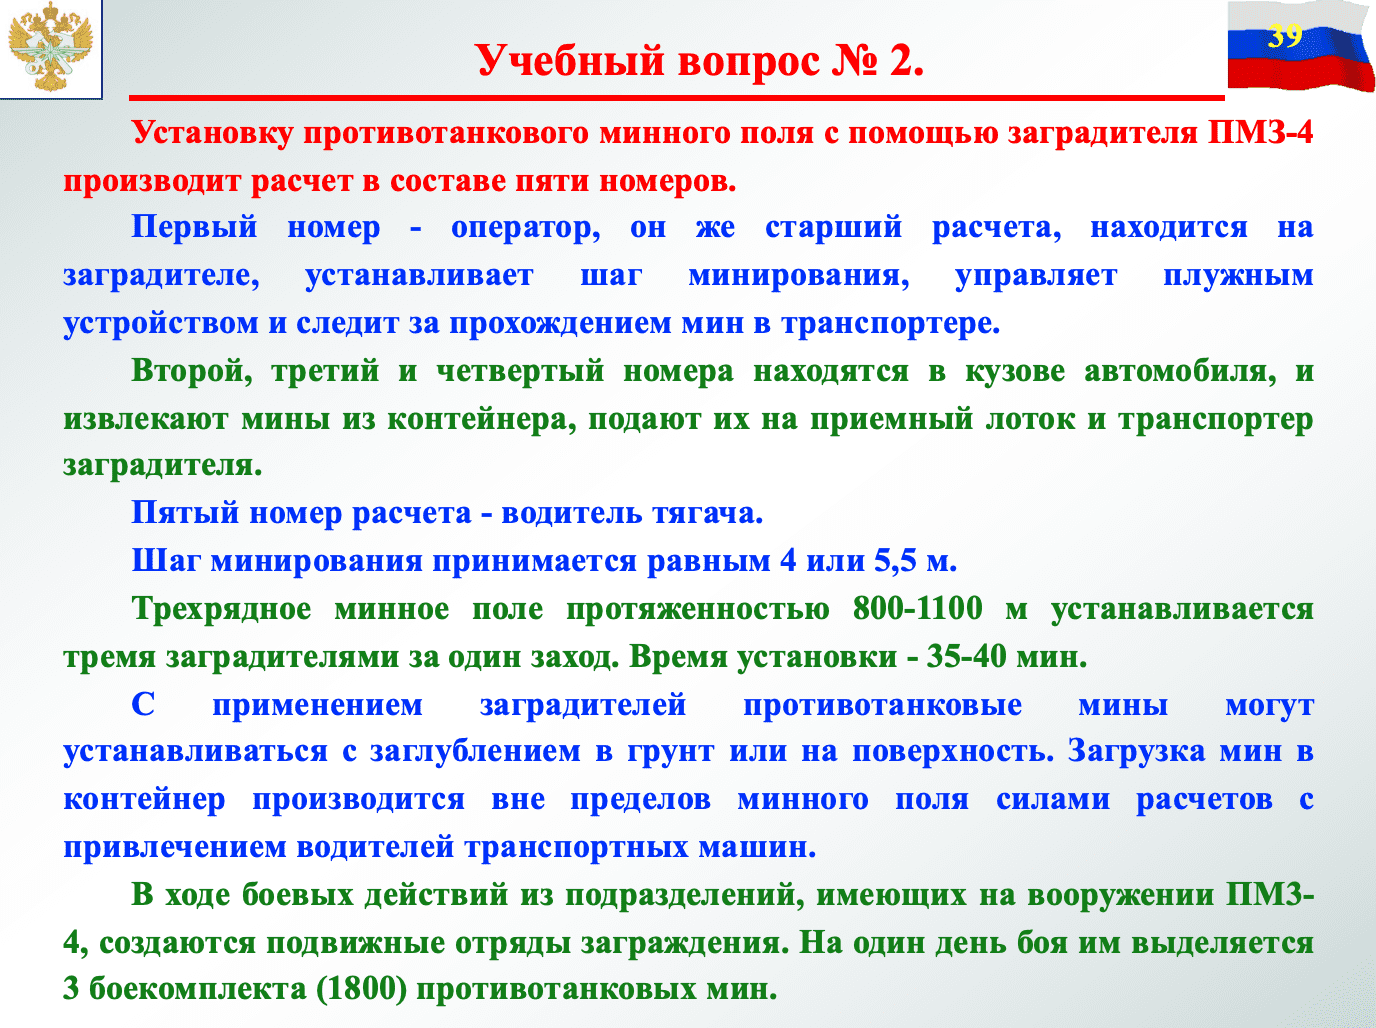 39
Учебный вопрос № 2.
Установку противотанкового минного поля с помощью заградителя ПМЗ-4
производит расчет в составе пяти номеров.
Первый номер - оператор, он же старший расчета, находится на
заградителе, устанавливает шаг минирования, управляет плужным
устройством и следит за прохождением мин в транспортере.
Второй, третий и четвертый номера находятся в кузове автомобиля, и
извлекают мины из контейнера, подают их на приемный лоток и транспортер
заградителя.
Пятый номер расчета - водитель тягача.
Шаг минирования принимается равным 4 или 5,5 м.
Трехрядное минное поле протяженностью 800-1100 м устанавливается
тремя заградителями за один заход. Время установки - 35-40 мин.
С применением заградителей противотанковые мины могут
устанавливаться с заглублением в грунт или на поверхность. Загрузка мин в
контейнер производится вне пределов минного поля силами расчетов с
привлечением водителей транспортных машин.
В ходе боевых действий из подразделений, имеющих на вооружении ПМЗ-
4, создаются подвижные отряды заграждения. На один день боя им выделяется
3 боекомплекта (1800) противотанковых мин.